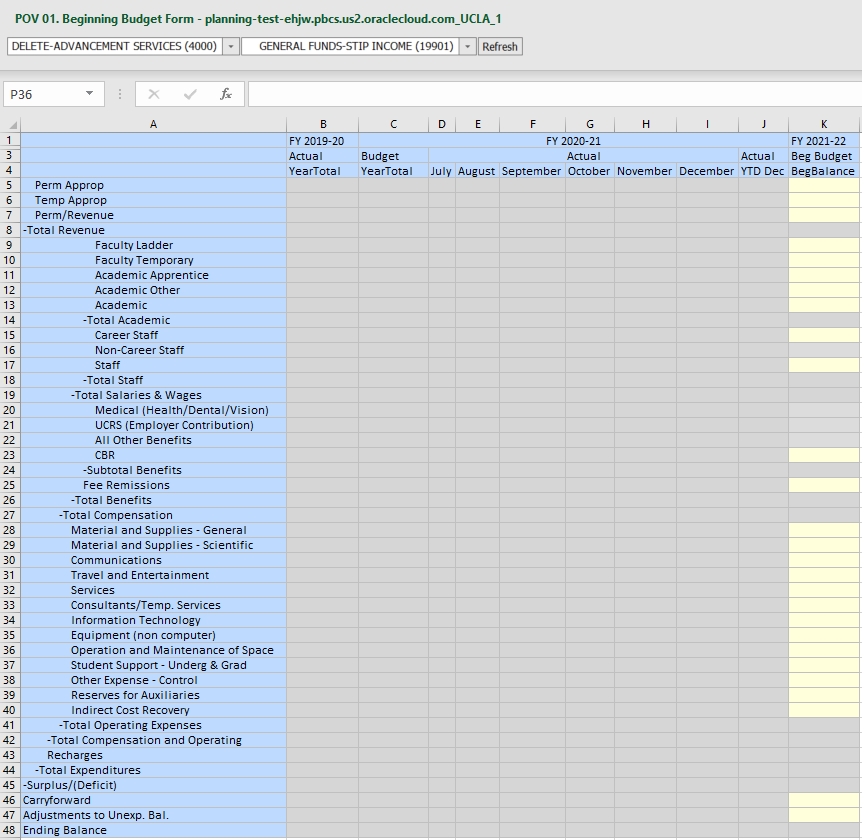 POV 01. Beginning Budget Form - planning-test-ehjw.pbcs.us2.oraclecloud.com_UCLA_1
DELETE-ADVANCEMENT SERVICES (4000) GENERAL FUNDS-STIP INCOME (19901) Refresh
P36 fx
A B C D E F G H I J K
1 FY 2019-20 FY 2020-21 FY 2021-22
3 Actual Budget Actual Actual Beg Budget
4 YearTotal YearTotal July August September October November December YTD Dec BegBalance
5 Perm Approp
6 Temp Approp
7 Perm/Revenue
8 -Total Revenue
9 Faculty Ladder
10 Faculty Temporary
11 Academic Apprentice
12 Academic Other
13 Academic
14 -Total Academic
15 Career Staff
16 Non-Career Staff
17 Staff
18 -Total Staff
19 -Total Salaries & Wages
20 Medical (Health/Dental/Vision)
21 UCRS (Employer Contribution)
22 All Other Benefits
23 CBR
24 -Subtotal Benefits
25 Fee Remissions
26 -Total Benefits
27 -Total Compensation
28 Material and Supplies - General
29 Material and Supplies - Scientific
30 Communications
31 Travel and Entertainment
32 Services
33 Consultants/Temp. Services
34 Information Technology
35 Equipment (non computer)
36 Operation and Maintenance of Space
37 Student Support - Underg & Grad
38 Other Expense - Control
39 Reserves for Auxiliaries
40 Indirect Cost Recovery
41 -Total Operating Expenses
42 -Total Compensation and Operating
43 Recharges
44 -Total Expenditures
45 -Surplus/(Deficit)
46 Carryforward
47 Adjustments to Unexp. Bal.
48 Ending Balance